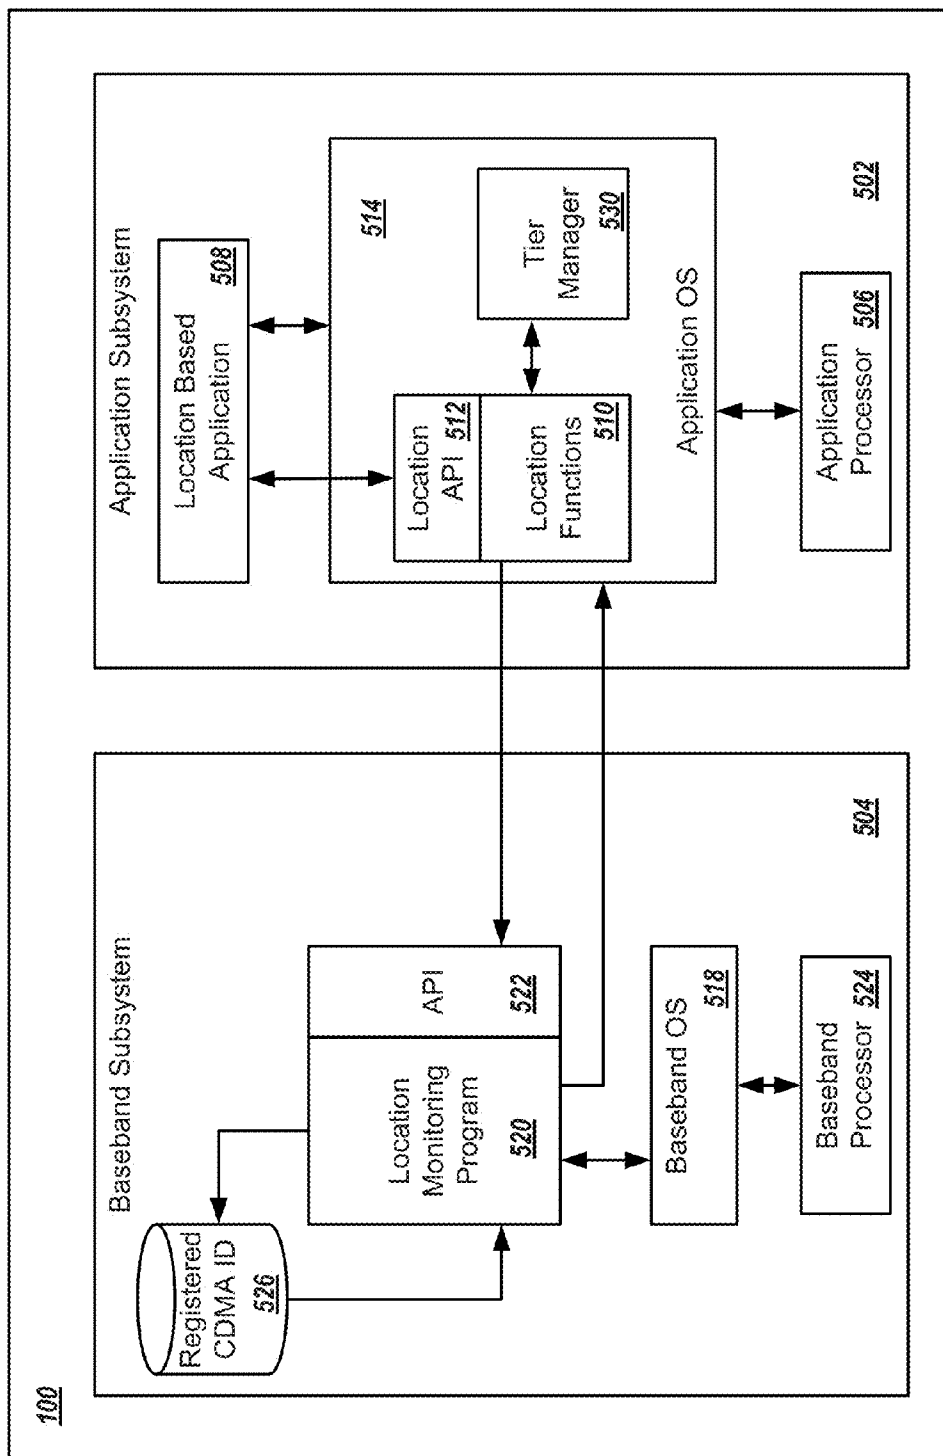 100
Baseband Subsystem
Registered
CDMA ID
526
Location
Monitoring
Program
520
API
522
Baseband OS
518
Baseband
Processor
524
504
Application Subsystem
Location Based
Application
508
514
Location
API
512
Location
Functions
510
Tier
Manager
530
Application OS
Application
Processor
506
502